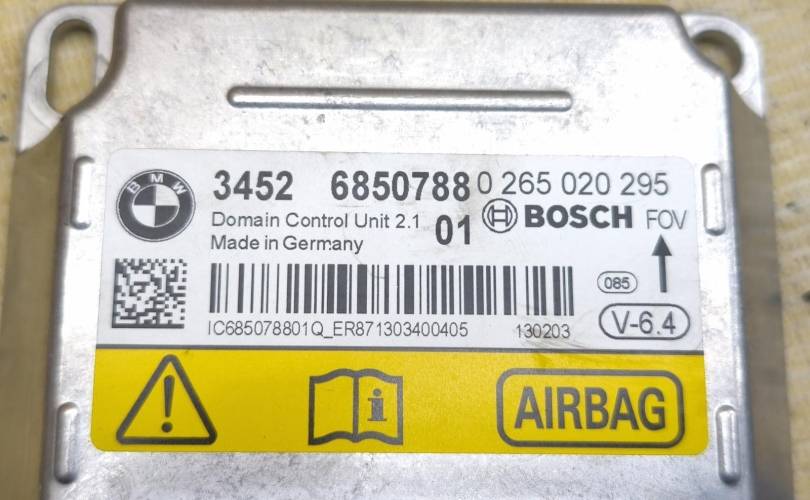 BMW
3452 6850788 0 265 020 295
Domain Control Unit 2.1 01 BOSCH FOV
Made in Germany
085
V-6.4
IC685078801Q_ER871303400405 130203
i
AIRBAG